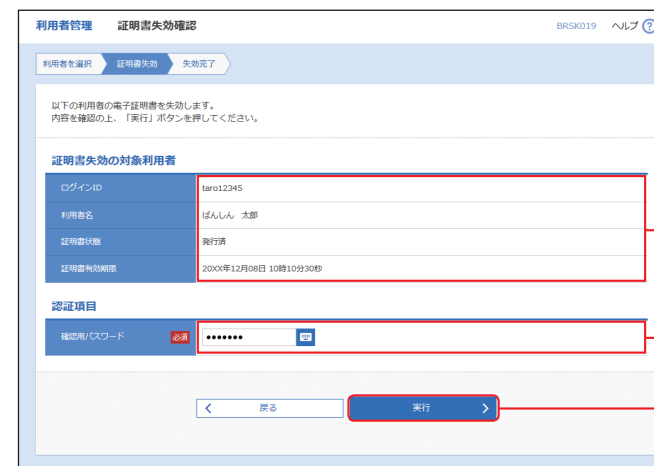 利用者管理 証明書失効確認 BRSK019 ヘルプ ?
利用者を選択 証明書失効 失効完了
以下の利用者の電子証明書を失効します。
内容を確認の上、「実行」ボタンを押してください。
証明書失効の対象利用者
ログインID taro12345
利用者名 ばんしん 太郎
証明書状態 発行済
証明書有効期限 20XX年12月08日 10時10分30秒
認証項目
確認用パスワード 必須 •••••••
戻る 実行